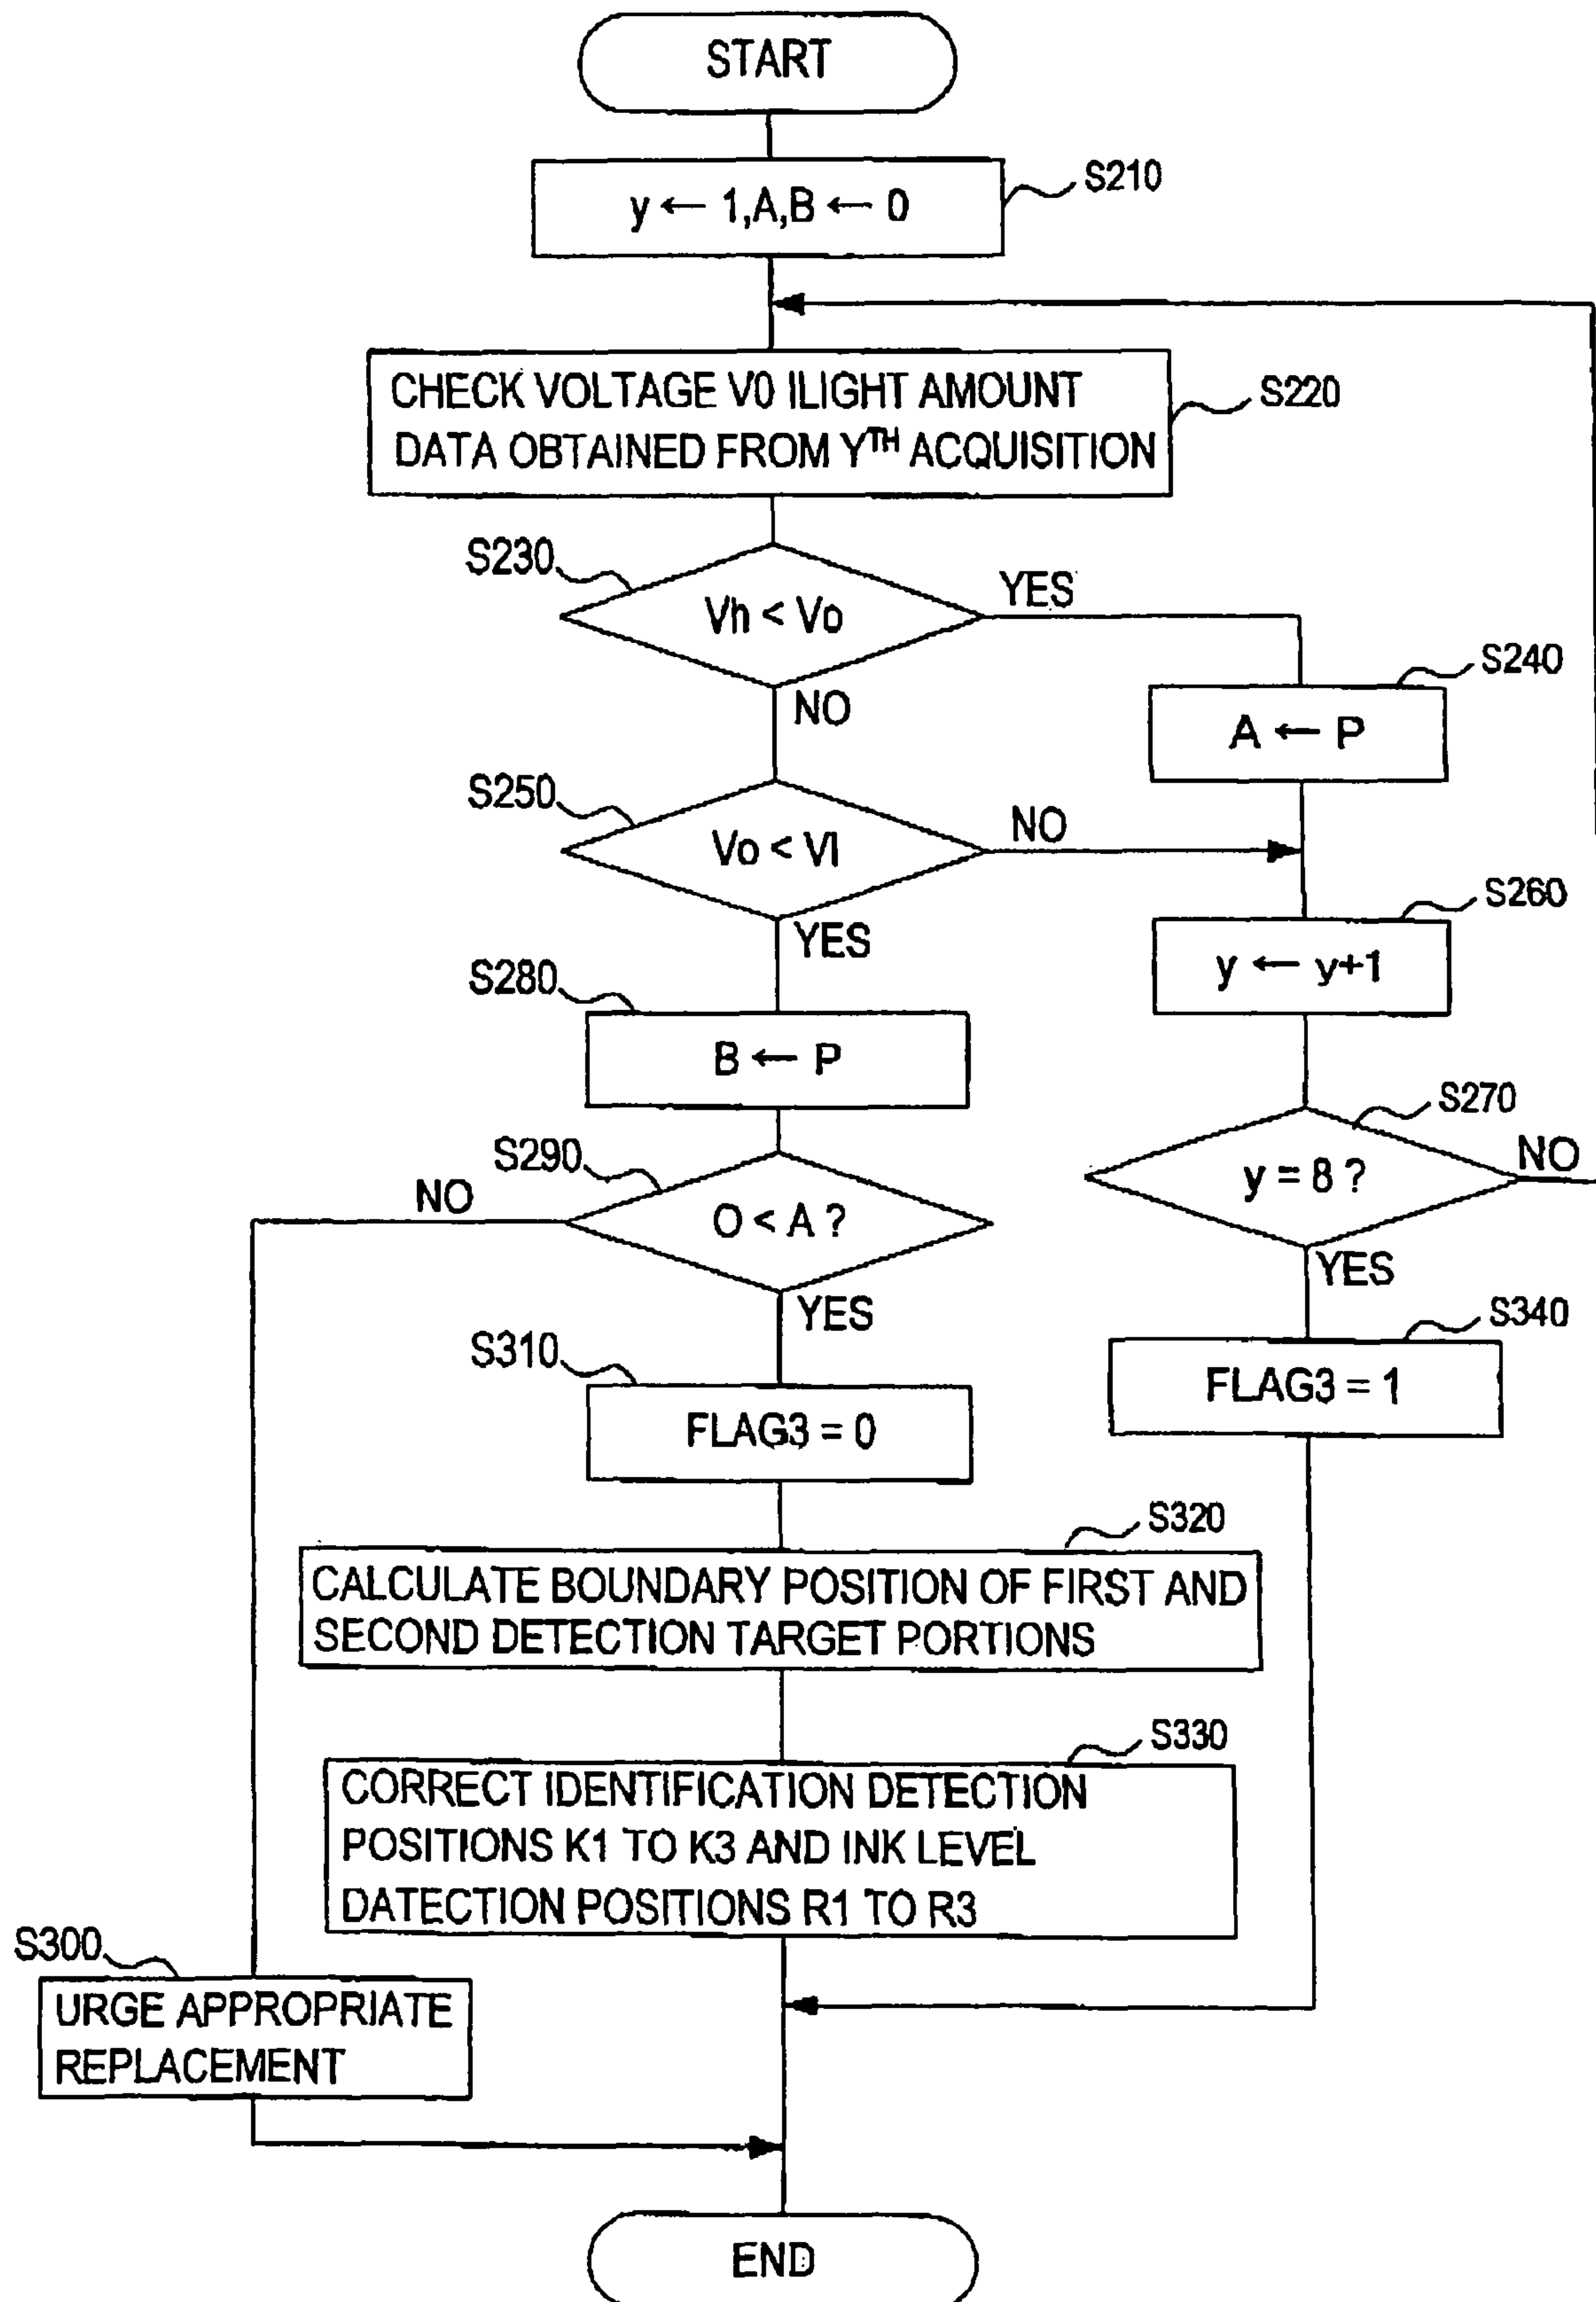 START
S210
y ← 1,A,B ← 0
S220
CHECK VOLTAGE V0 ILIGHT AMOUNT
DATA OBTAINED FROM YTH ACQUISITION
S230
Vh < Vo
YES
NO
S240
A ← P
S250
Vo < Vl
NO
YES
S260
y ← y+1
S280
B ← P
S270
y = 8 ?
NO
YES
S290
O < A ?
NO
YES
S340
FLAG3 = 1
S310
FLAG3 = 0
S320
CALCULATE BOUNDARY POSITION OF FIRST AND
SECOND DETECTION TARGET PORTIONS
S330
CORRECT IDENTIFICATION DETECTION
POSITIONS K1 TO K3 AND INK LEVEL
DATECTION POSITIONS R1 TO R3
S300
URGE APPROPRIATE
REPLACEMENT
END